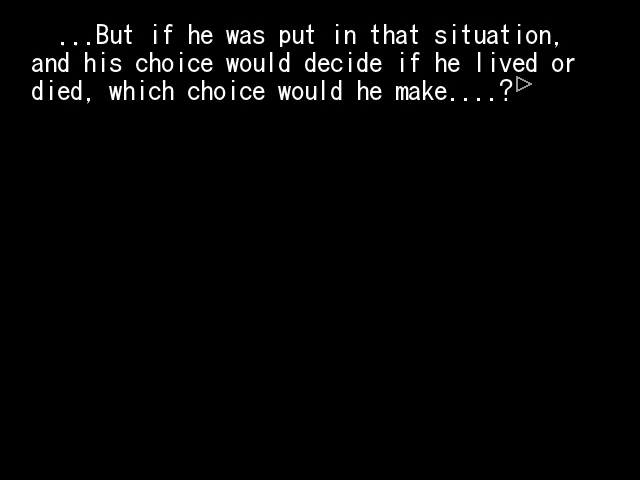 ...But if he was put in that situation,
and his choice would decide if he lived or
died, which choice would he make....?